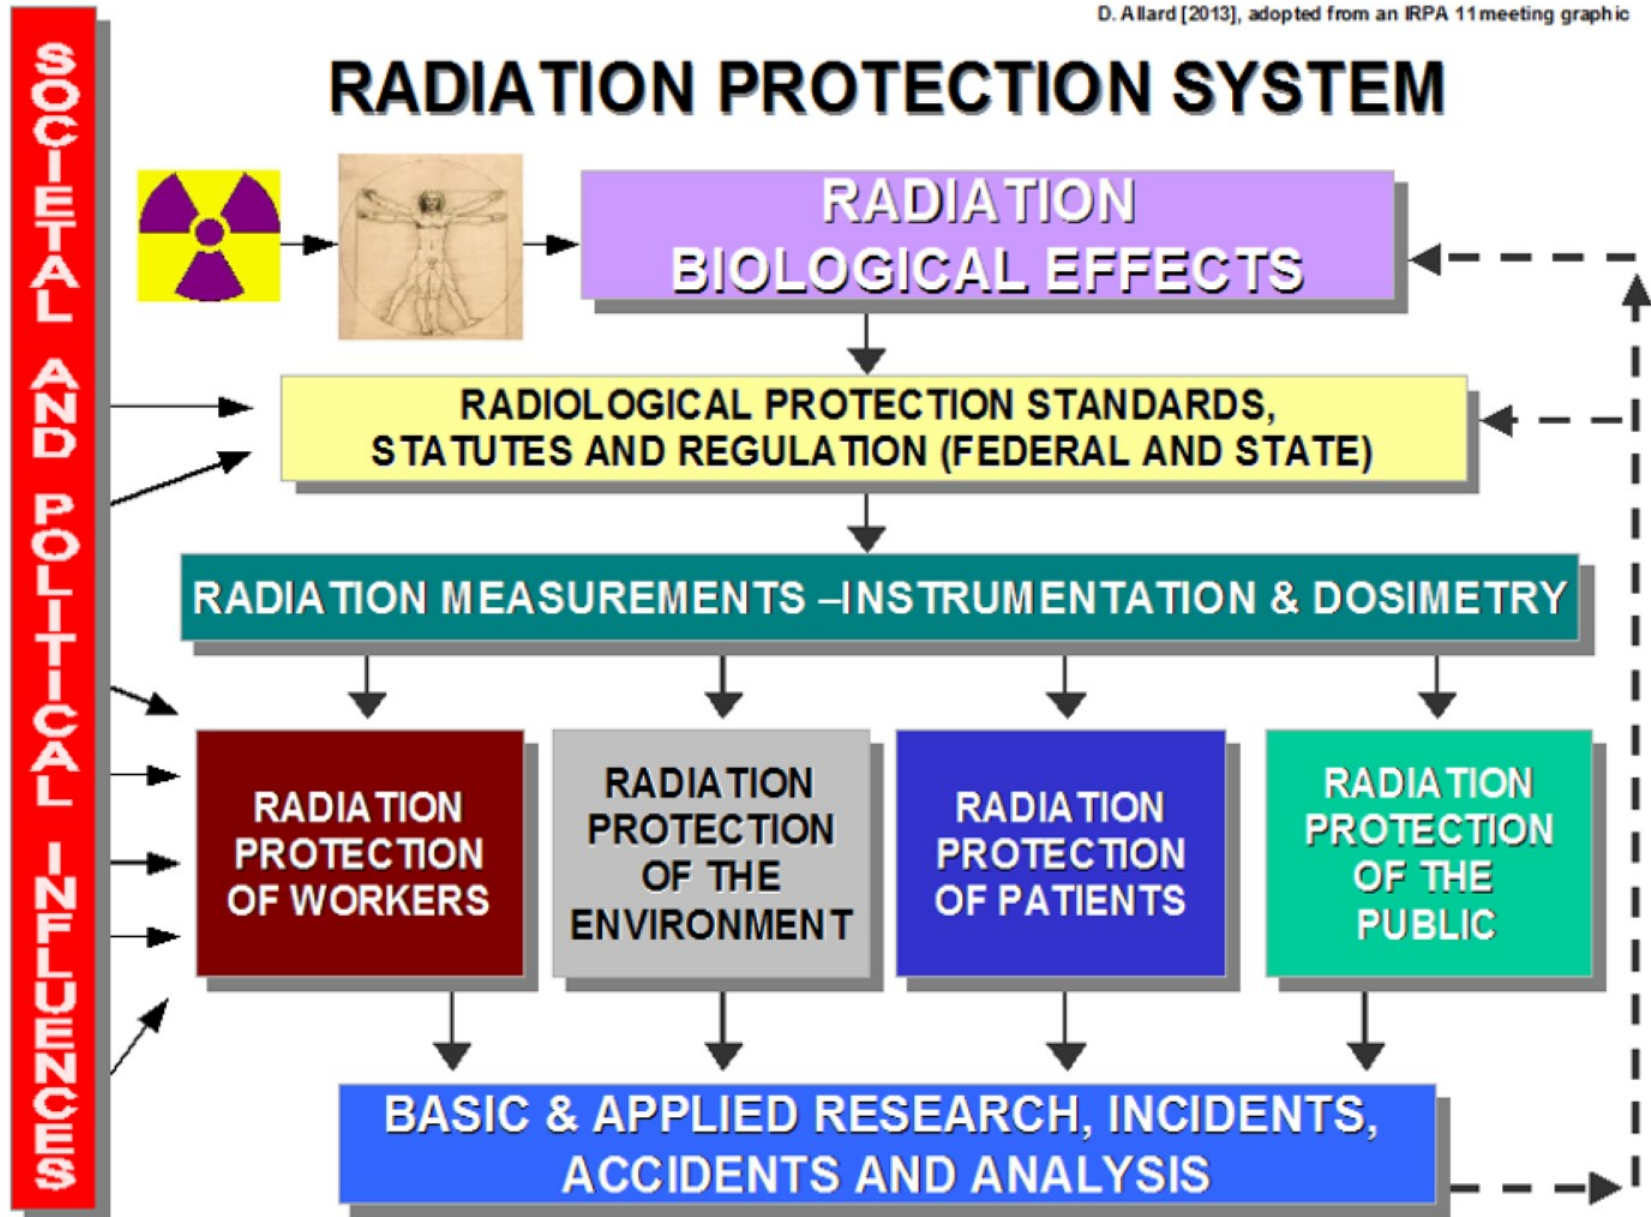 D. Allard [2013], adopted from an IRPA 11 meeting graphic
RADIATION PROTECTION SYSTEM
SOCIETAL AND POLITICAL INFLUENCES
RADIATION
BIOLOGICAL EFFECTS
RADIOLOGICAL PROTECTION STANDARDS,
STATUTES AND REGULATION (FEDERAL AND STATE)
RADIATION MEASUREMENTS –INSTRUMENTATION & DOSIMETRY
RADIATION
PROTECTION
OF WORKERS
RADIATION
PROTECTION
OF THE
ENVIRONMENT
RADIATION
PROTECTION
OF PATIENTS
RADIATION
PROTECTION
OF THE
PUBLIC
BASIC & APPLIED RESEARCH, INCIDENTS,
ACCIDENTS AND ANALYSIS